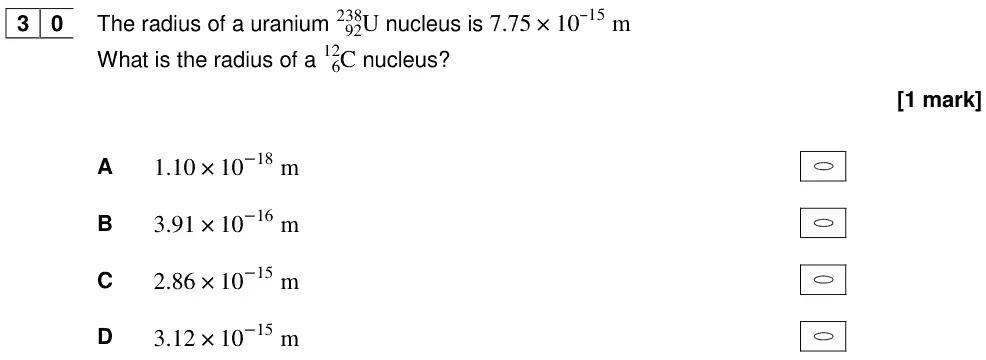 3 0 The radius of a uranium ²³⁸₉₂U nucleus is 7.75 × 10⁻¹⁵ m
What is the radius of a ¹²₆C nucleus?
[1 mark]
A 1.10 × 10⁻¹⁸ m
B 3.91 × 10⁻¹⁶ m
C 2.86 × 10⁻¹⁵ m
D 3.12 × 10⁻¹⁵ m